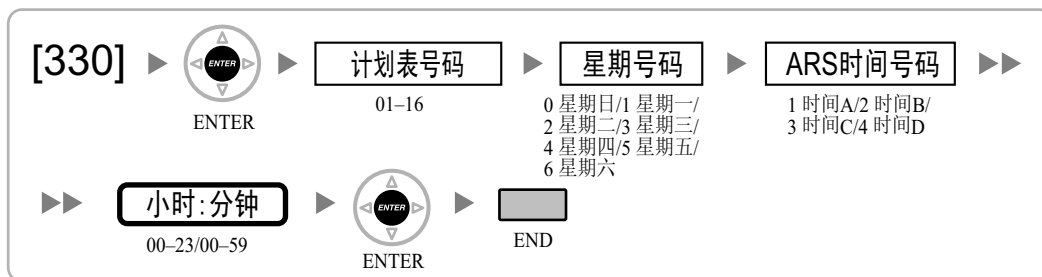 [330] ENTER 计划表号码 星期号码 ARS时间号码
ENTER 01–16 0 星期日/1 星期一/ 1 时间A/2 时间B/
2 星期二/3 星期三/ 3 时间C/4 时间D
4 星期四/5 星期五/
6 星期六
小时:分钟 ENTER
00–23/00–59 ENTER END